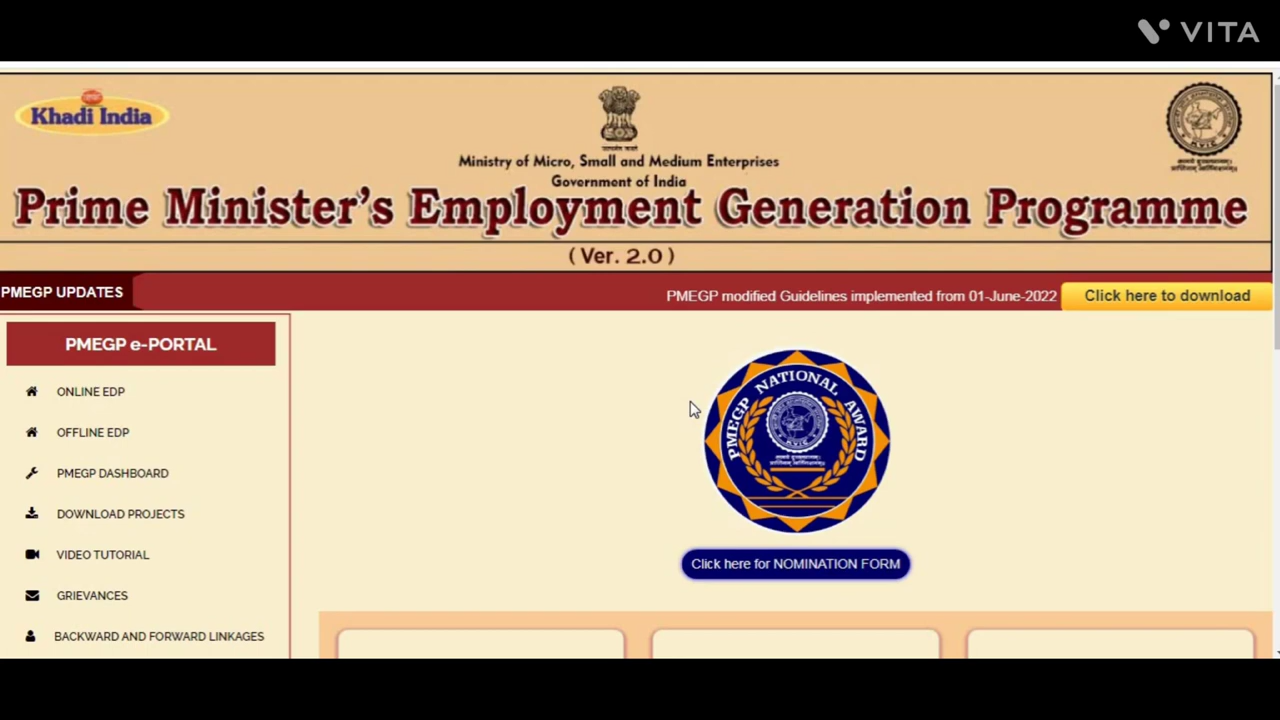 VITA
Khadi India
Ministry of Micro, Small and Medium Enterprises
Government of India
Prime Minister's Employment Generation Programme
( Ver. 2.0 )
KVIC
PMEGP UPDATES
PMEGP modified Guidelines implemented from 01-June-2022
Click here to download
PMEGP e-PORTAL
ONLINE EDP
OFFLINE EDP
PMEGP DASHBOARD
DOWNLOAD PROJECTS
VIDEO TUTORIAL
GRIEVANCES
BACKWARD AND FORWARD LINKAGES
PMEGP NATIONAL AWARD
Click here for NOMINATION FORM